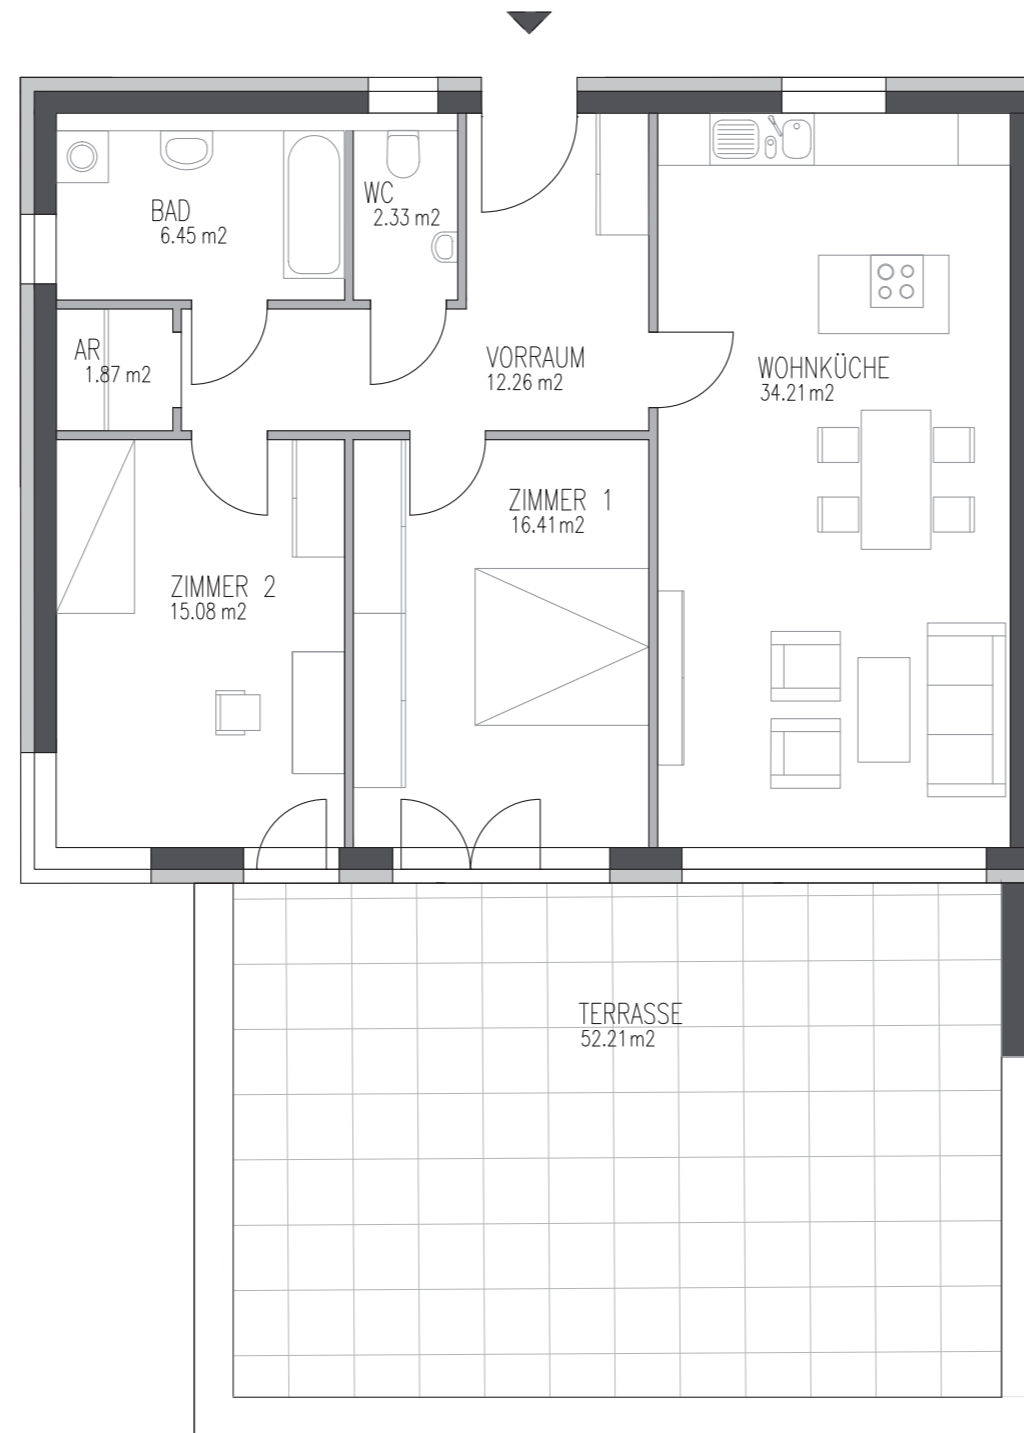 BAD
6.45 m2
WC
2.33 m2
AR
1.87 m2
VORRAUM
12.26 m2
WOHNKÜCHE
34.21 m2
ZIMMER 1
16.41 m2
ZIMMER 2
15.08 m2
TERRASSE
52.21 m2